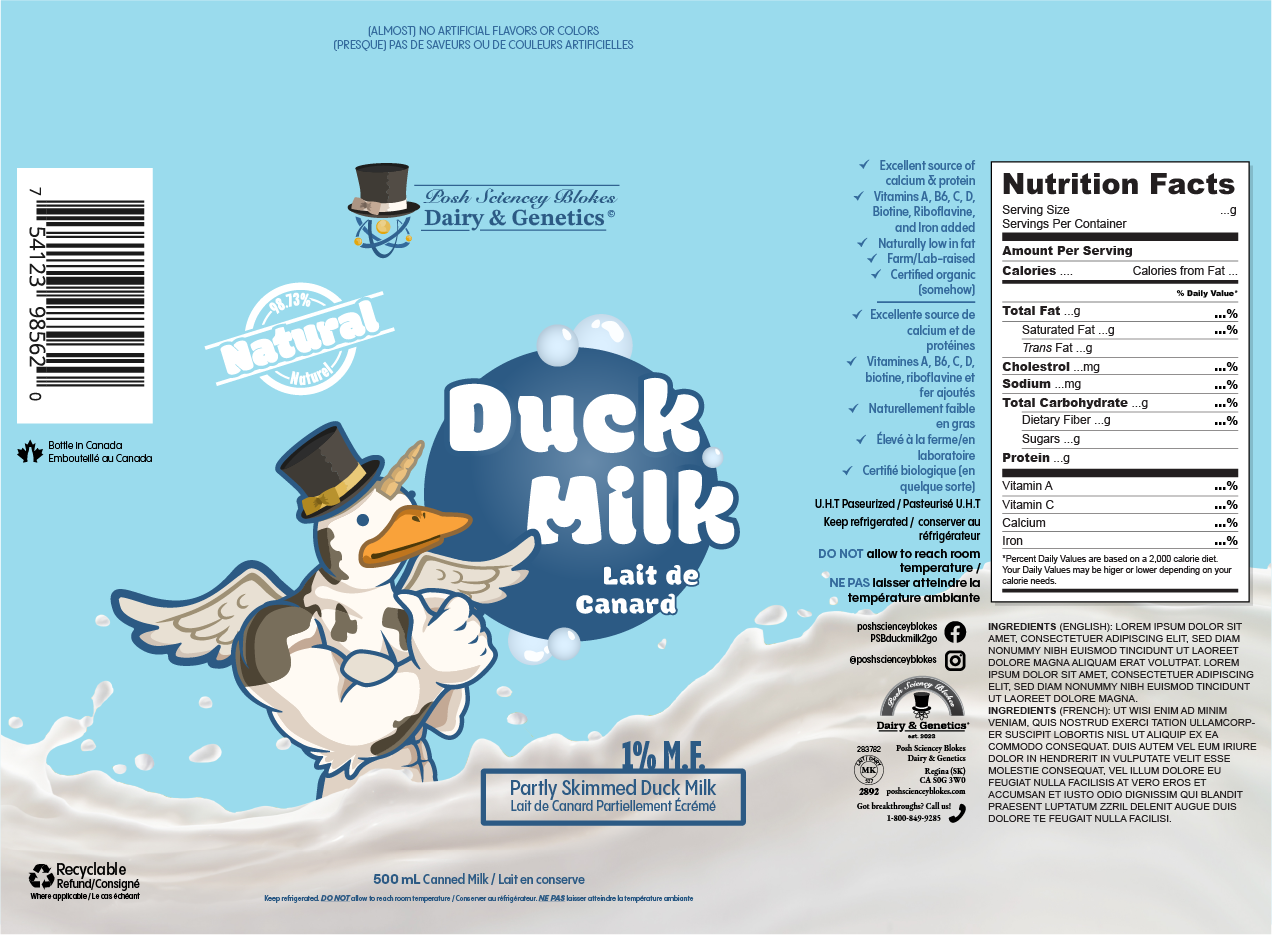 (ALMOST) NO ARTIFICIAL FLAVORS OR COLORS
(PRESQUE) PAS DE SAVEURS OU DE COULEURS ARTIFICIELLES
7 54123 98562 0
Bottle in Canada
Embouteillé au Canada
Posh Sciencey Blokes
Dairy & Genetics©
98.73%
Natural
Naturel
Duck
Milk
Lait de
Canard
1% M.F.
Partly Skimmed Duck Milk
Lait de Canard Partiellement Écrémé
Recyclable
Refund/Consigné
Where applicable / Le cas échéant
500 mL Canned Milk / Lait en conserve
Keep refrigerated. DO NOT allow to reach room temperature / Conserver au réfrigérateur. NE PAS laisser atteindre la température ambiante
Excellent source of
calcium & protein
Vitamins A, B6, C, D,
Biotine, Riboflavine,
and Iron added
Naturally low in fat
Farm/Lab-raised
Certified organic
(somehow)
Excellente source de
calcium et de
protéines
Vitamines A, B6, C, D,
biotine, riboflavine et
fer ajoutés
Naturellement faible
en gras
Élevé à la ferme/en
laboratoire
Certifié biologique (en
quelque sorte)
U.H.T Paseurized / Pasteurisé U.H.T
Keep refrigerated / conserver au
réfrigérateur
DO NOT allow to reach room
temperature /
NE PAS laisser atteindre la
température ambiante
poshscienceyblokes
PSBduckmilk2go
@poshscienceyblokes
Posh Sciencey Blokes
Dairy & Genetics
est. 2022
283782
MK
2892
Posh Sciencey Blokes
Dairy & Genetics
Regina (SK)
CA S0G 3W0
poshscienceyblokes.com
Got breakthroughs? Call us!
1-800-849-9285
Nutrition Facts
Serving Size ...g
Servings Per Container
Amount Per Serving
Calories .... Calories from Fat ...
% Daily Value*
Total Fat ...g ...%
Saturated Fat ...g ...%
Trans Fat ...g
Cholestrol ...mg ...%
Sodium ...mg ...%
Total Carbohydrate ...g ...%
Dietary Fiber ...g ...%
Sugars ...g
Protein ...g
Vitamin A ...%
Vitamin C ...%
Calcium ...%
Iron ...%
*Percent Daily Values are based on a 2,000 calorie diet.
Your Daily Values may be higer or lower depending on your
calorie needs.
INGREDIENTS (ENGLISH): LOREM IPSUM DOLOR SIT
AMET, CONSECTETUER ADIPISCING ELIT, SED DIAM
NONUMMY NIBH EUISMOD TINCIDUNT UT LAOREET
DOLORE MAGNA ALIQUAM ERAT VOLUTPAT. LOREM
IPSUM DOLOR SIT AMET, CONSECTETUER ADIPISCING
ELIT, SED DIAM NONUMMY NIBH EUISMOD TINCIDUNT
UT LAOREET DOLORE MAGNA.
INGREDIENTS (FRENCH): UT WISI ENIM AD MINIM
VENIAM, QUIS NOSTRUD EXERCI TATION ULLAMCORP-
ER SUSCIPIT LOBORTIS NISL UT ALIQUIP EX EA
COMMODO CONSEQUAT. DUIS AUTEM VEL EUM IRIURE
DOLOR IN HENDRERIT IN VULPUTATE VELIT ESSE
MOLESTIE CONSEQUAT, VEL ILLUM DOLORE EU
FEUGIAT NULLA FACILISIS AT VERO EROS ET
ACCUMSAN ET IUSTO ODIO DIGNISSIM QUI BLANDIT
PRAESENT LUPTATUM ZZRIL DELENIT AUGUE DUIS
DOLORE TE FEUGAIT NULLA FACILISI.